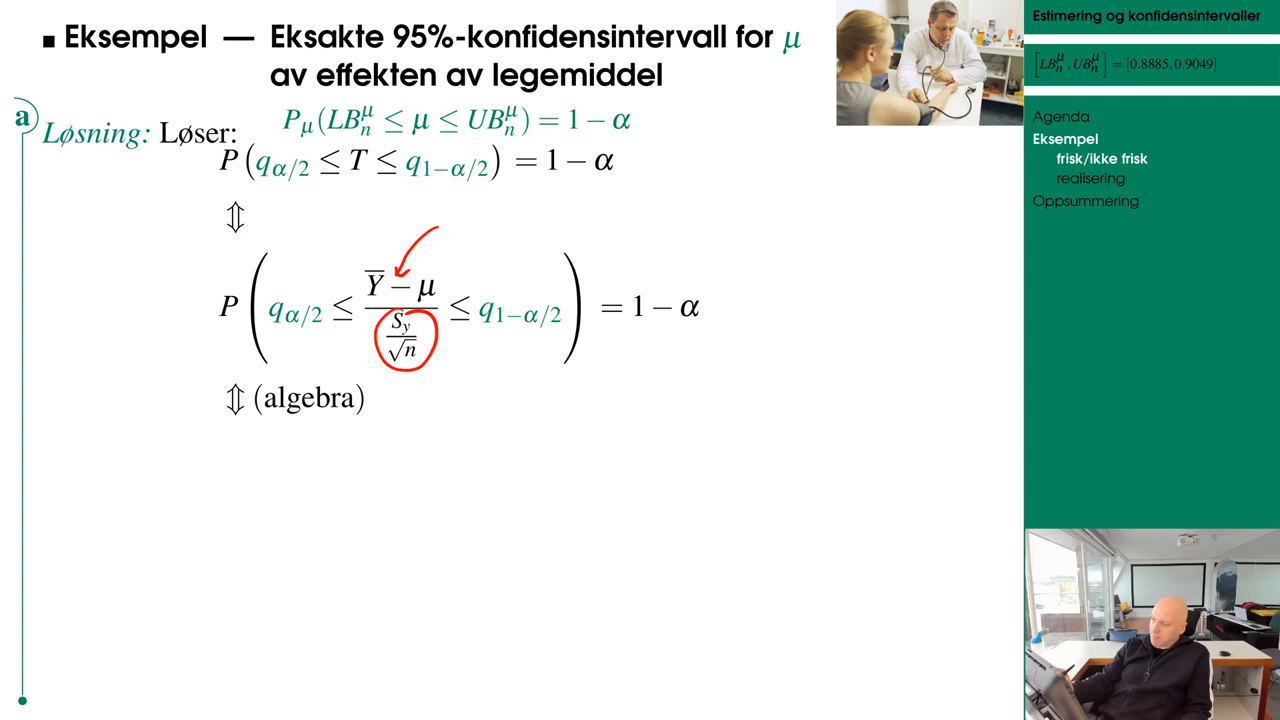 ▪ Eksempel — Eksakte 95%-konfidensintervall for μ
av effekten av legemiddel
a
Løsning: Løser: P_μ(LB_n^μ ≤ μ ≤ UB_n^μ) = 1 − α
P(q_{α/2} ≤ T ≤ q_{1−α/2}) = 1 − α
⇕
P(q_{α/2} ≤ (Y̅ − μ)/(S_y/√n) ≤ q_{1−α/2}) = 1 − α
⇕ (algebra)
Estimering og konfidensintervaller
[LB_n^μ, UB_n^μ] = [0.8885, 0.9049]
Agenda
Eksempel
frisk/ikke frisk
realisering
Oppsummering